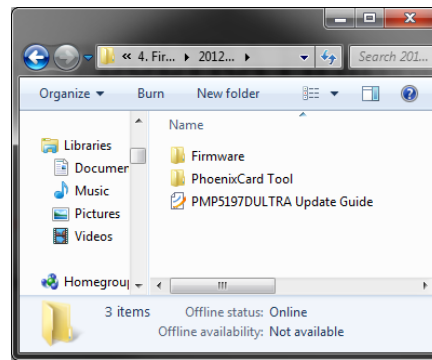 « 4. Fir... ▸ 2012... ▸
Search 201...
Organize ▾ Burn New folder
Name
Libraries
Documen
Music
Pictures
Videos
Homegrou
Firmware
PhoenixCard Tool
PMP5197DULTRA Update Guide
3 items Offline status: Online
Offline availability: Not available